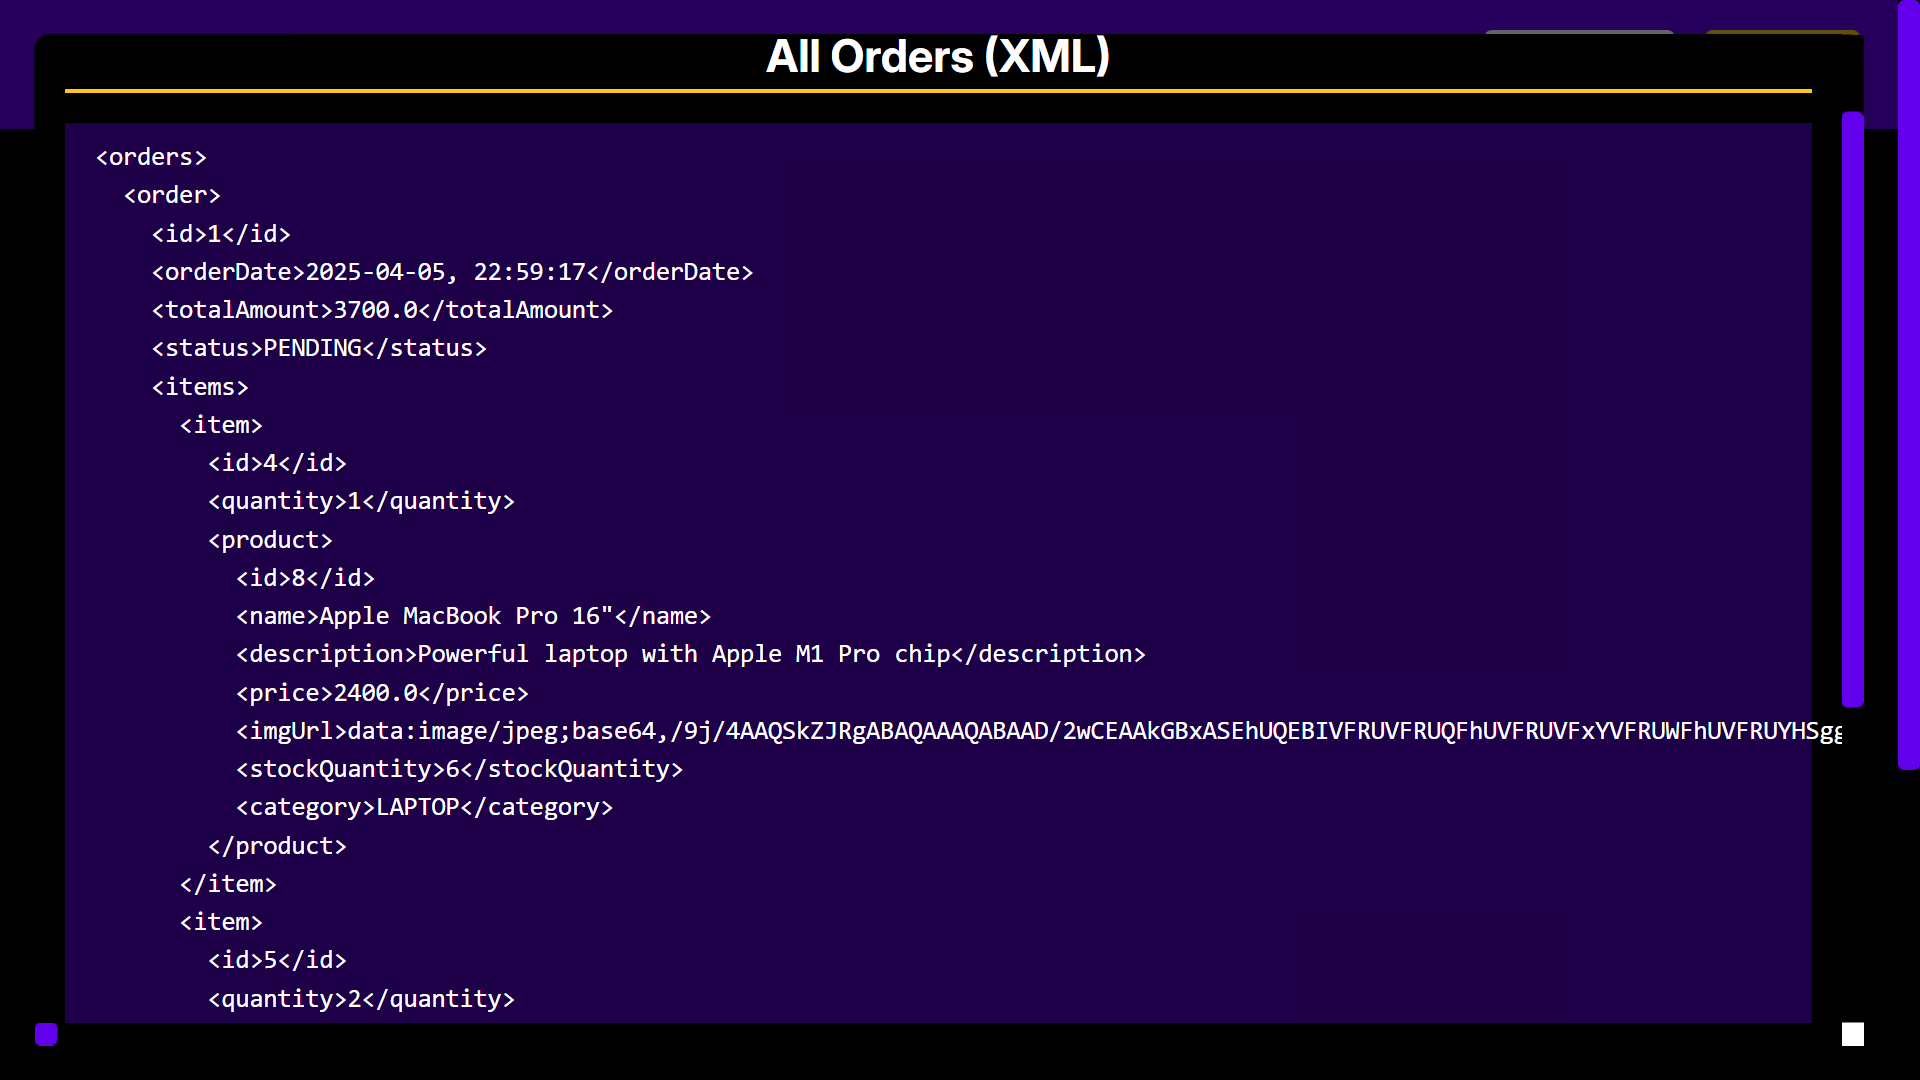 All Orders (XML)
<orders>
<order>
<id>1</id>
<orderDate>2025-04-05, 22:59:17</orderDate>
<totalAmount>3700.0</totalAmount>
<status>PENDING</status>
<items>
<item>
<id>4</id>
<quantity>1</quantity>
<product>
<id>8</id>
<name>Apple MacBook Pro 16"</name>
<description>Powerful laptop with Apple M1 Pro chip</description>
<price>2400.0</price>
<imgUrl>data:image/jpeg;base64,/9j/4AAQSkZJRgABAQAAAQABAAD/2wCEAAkGBxASEhUQEBIVFRUVFRUQFhUVFRUVFxYVFRUWFhUVFRUYHSgg
<stockQuantity>6</stockQuantity>
<category>LAPTOP</category>
</product>
</item>
<item>
<id>5</id>
<quantity>2</quantity>